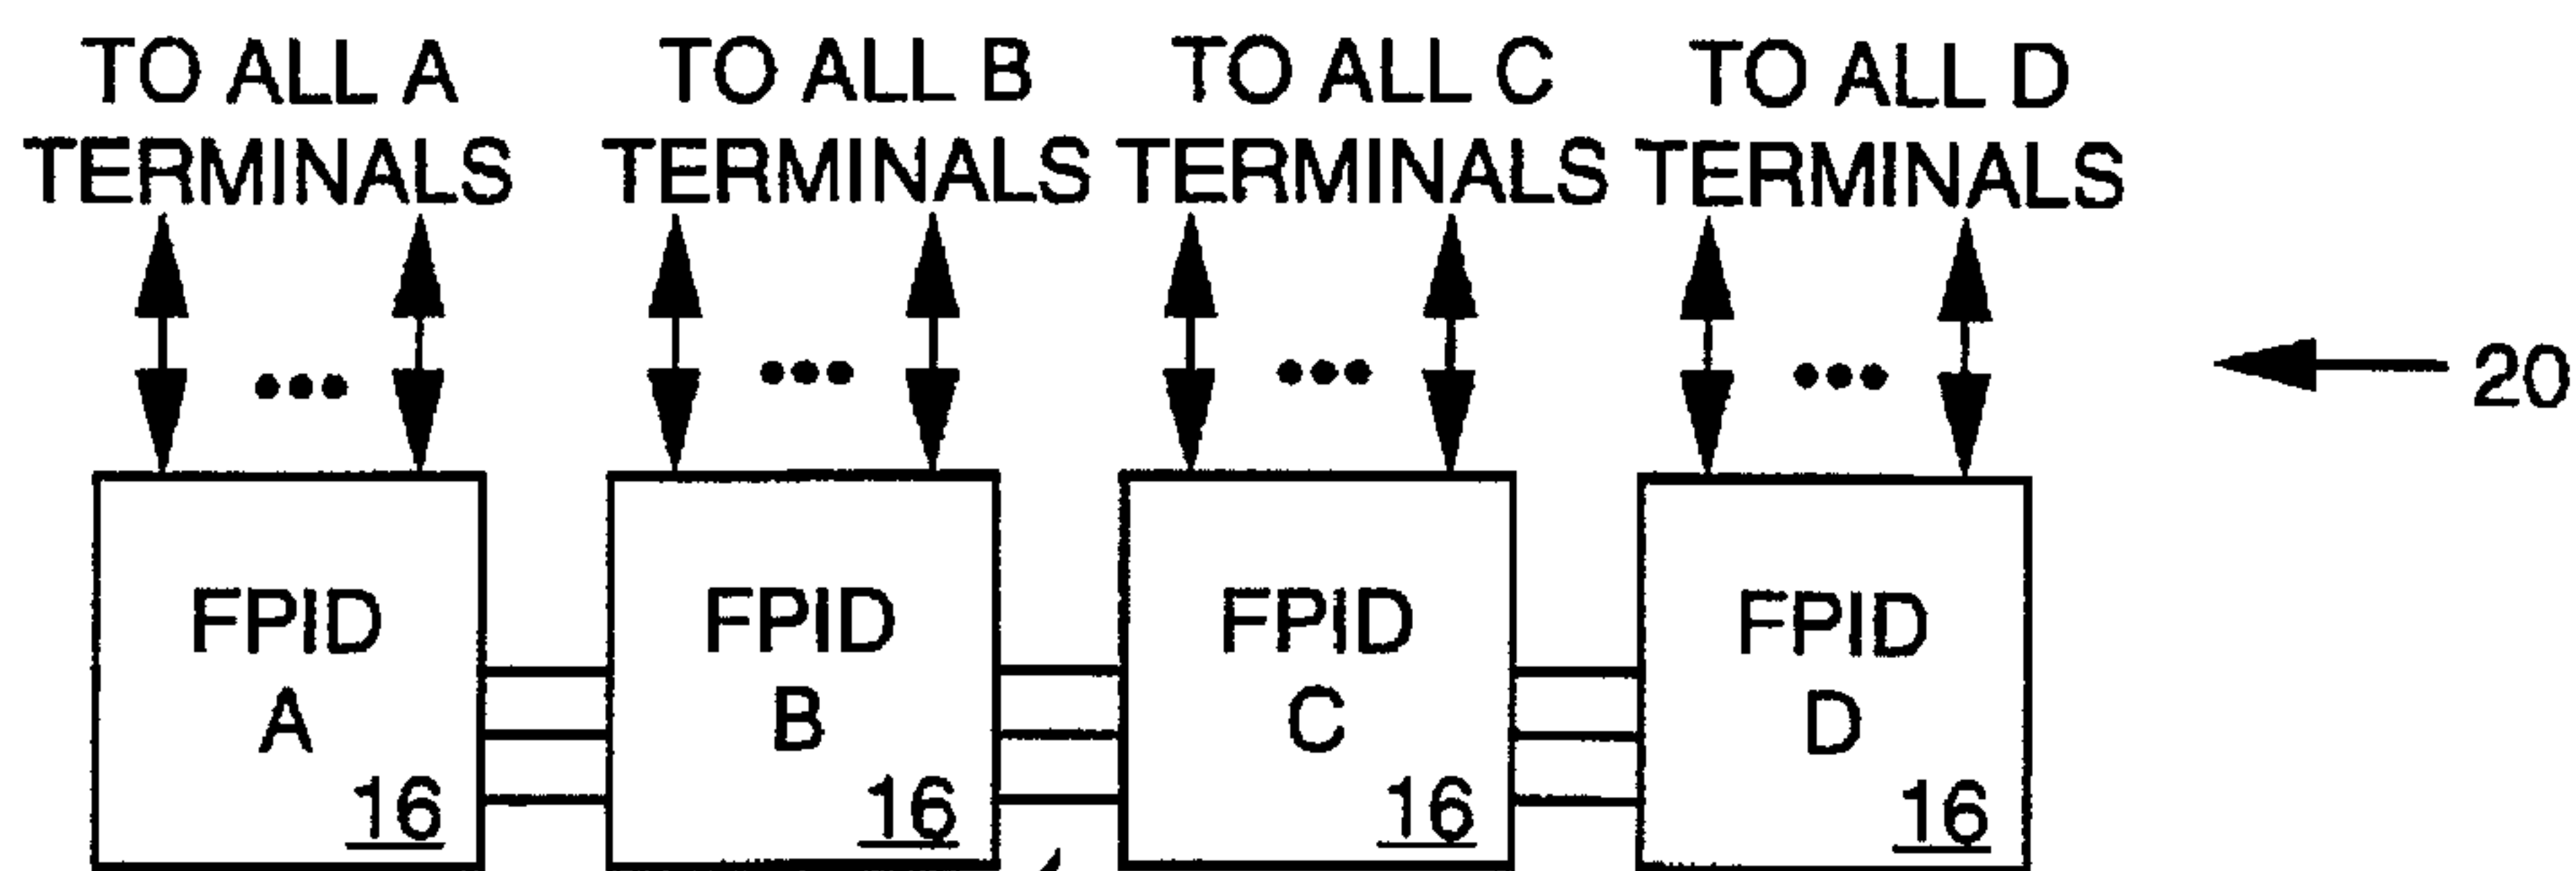 TO ALL A TERMINALS
TO ALL B TERMINALS
TO ALL C TERMINALS
TO ALL D TERMINALS
20
FPID A 16
FPID B 16
FPID C 16
FPID D 16